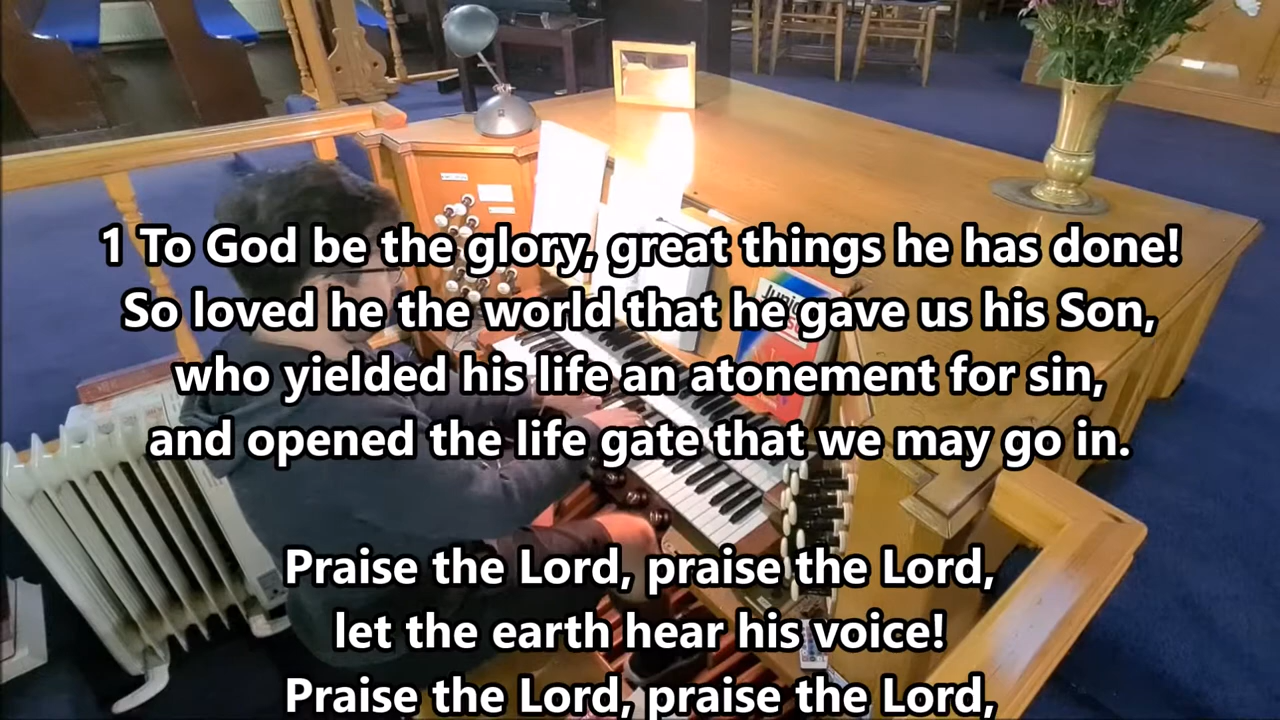 1 To God be the glory, great things he has done!
So loved he the world that he gave us his Son,
who yielded his life an atonement for sin,
and opened the life gate that we may go in.
Praise the Lord, praise the Lord,
let the earth hear his voice!
Praise the Lord, praise the Lord,